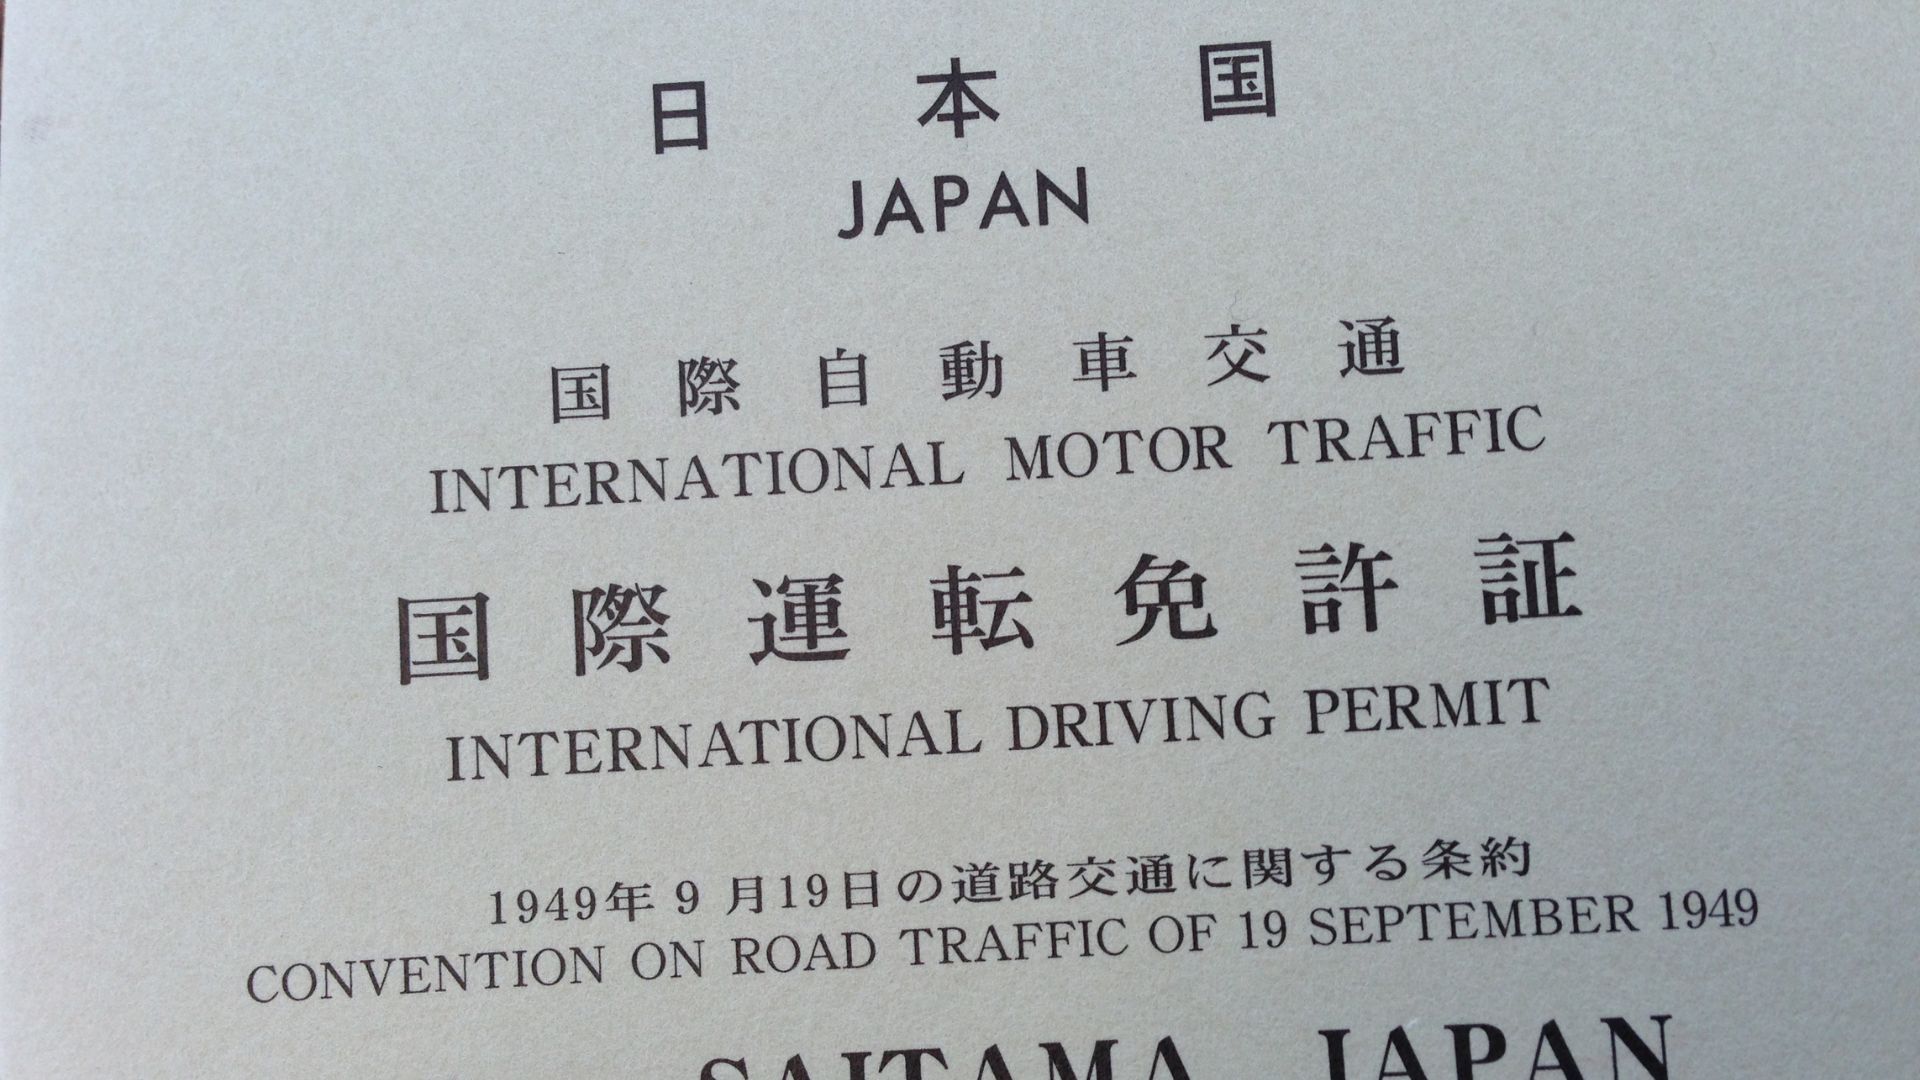 日本国
JAPAN
国際自動車交通
INTERNATIONAL MOTOR TRAFFIC
国際運転免許証
INTERNATIONAL DRIVING PERMIT
1949年9月19日の道路交通に関する条約
CONVENTION ON ROAD TRAFFIC OF 19 SEPTEMBER 1949
SAITAMA JAPAN